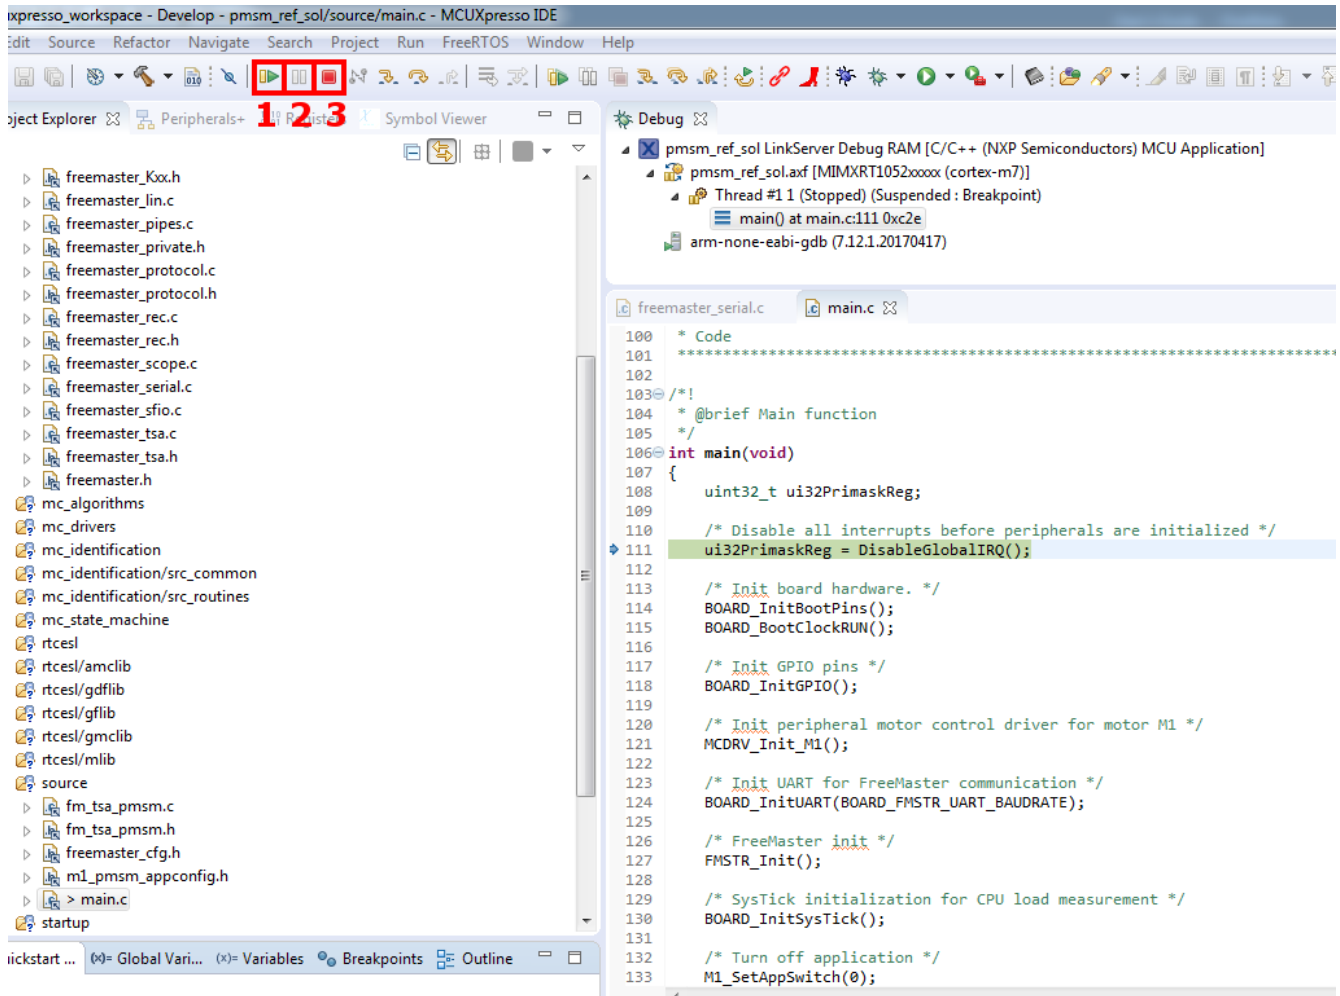 uxpresso_workspace - Develop - pmsm_ref_sol/source/main.c - MCUXpresso IDE
Edit Source Refactor Navigate Search Project Run FreeRTOS Window Help
010
1 2 3
oject Explorer Peripherals+ Registers Symbol Viewer
freemaster_Kxx.h
freemaster_lin.c
freemaster_pipes.c
freemaster_private.h
freemaster_protocol.c
freemaster_protocol.h
freemaster_rec.c
freemaster_rec.h
freemaster_scope.c
freemaster_serial.c
freemaster_sfio.c
freemaster_tsa.c
freemaster_tsa.h
freemaster.h
mc_algorithms
mc_drivers
mc_identification
mc_identification/src_common
mc_identification/src_routines
mc_state_machine
rtcesl
rtcesl/amclib
rtcesl/gdflib
rtcesl/gflib
rtcesl/gmclib
rtcesl/mlib
source
fm_tsa_pmsm.c
fm_tsa_pmsm.h
freemaster_cfg.h
m1_pmsm_appconfig.h
> main.c
startup
uickstart ... (x)= Global Vari... (x)= Variables Breakpoints Outline
Debug
pmsm_ref_sol LinkServer Debug RAM [C/C++ (NXP Semiconductors) MCU Application]
pmsm_ref_sol.axf [MIMXRT1052xxxxx (cortex-m7)]
Thread #1 1 (Stopped) (Suspended : Breakpoint)
main() at main.c:111 0xc2e
arm-none-eabi-gdb (7.12.1.20170417)
freemaster_serial.c main.c
100 * Code
101 ******************************************************************************
102
103 /*!
104 * @brief Main function
105 */
106 int main(void)
107 {
108 uint32_t ui32PrimaskReg;
109
110 /* Disable all interrupts before peripherals are initialized */
111 ui32PrimaskReg = DisableGlobalIRQ();
112
113 /* Init board hardware. */
114 BOARD_InitBootPins();
115 BOARD_BootClockRUN();
116
117 /* Init GPIO pins */
118 BOARD_InitGPIO();
119
120 /* Init peripheral motor control driver for motor M1 */
121 MCDRV_Init_M1();
122
123 /* Init UART for FreeMaster communication */
124 BOARD_InitUART(BOARD_FMSTR_UART_BAUDRATE);
125
126 /* FreeMaster init */
127 FMSTR_Init();
128
129 /* SysTick initialization for CPU load measurement */
130 BOARD_InitSysTick();
131
132 /* Turn off application */
133 M1_SetAppSwitch(0);